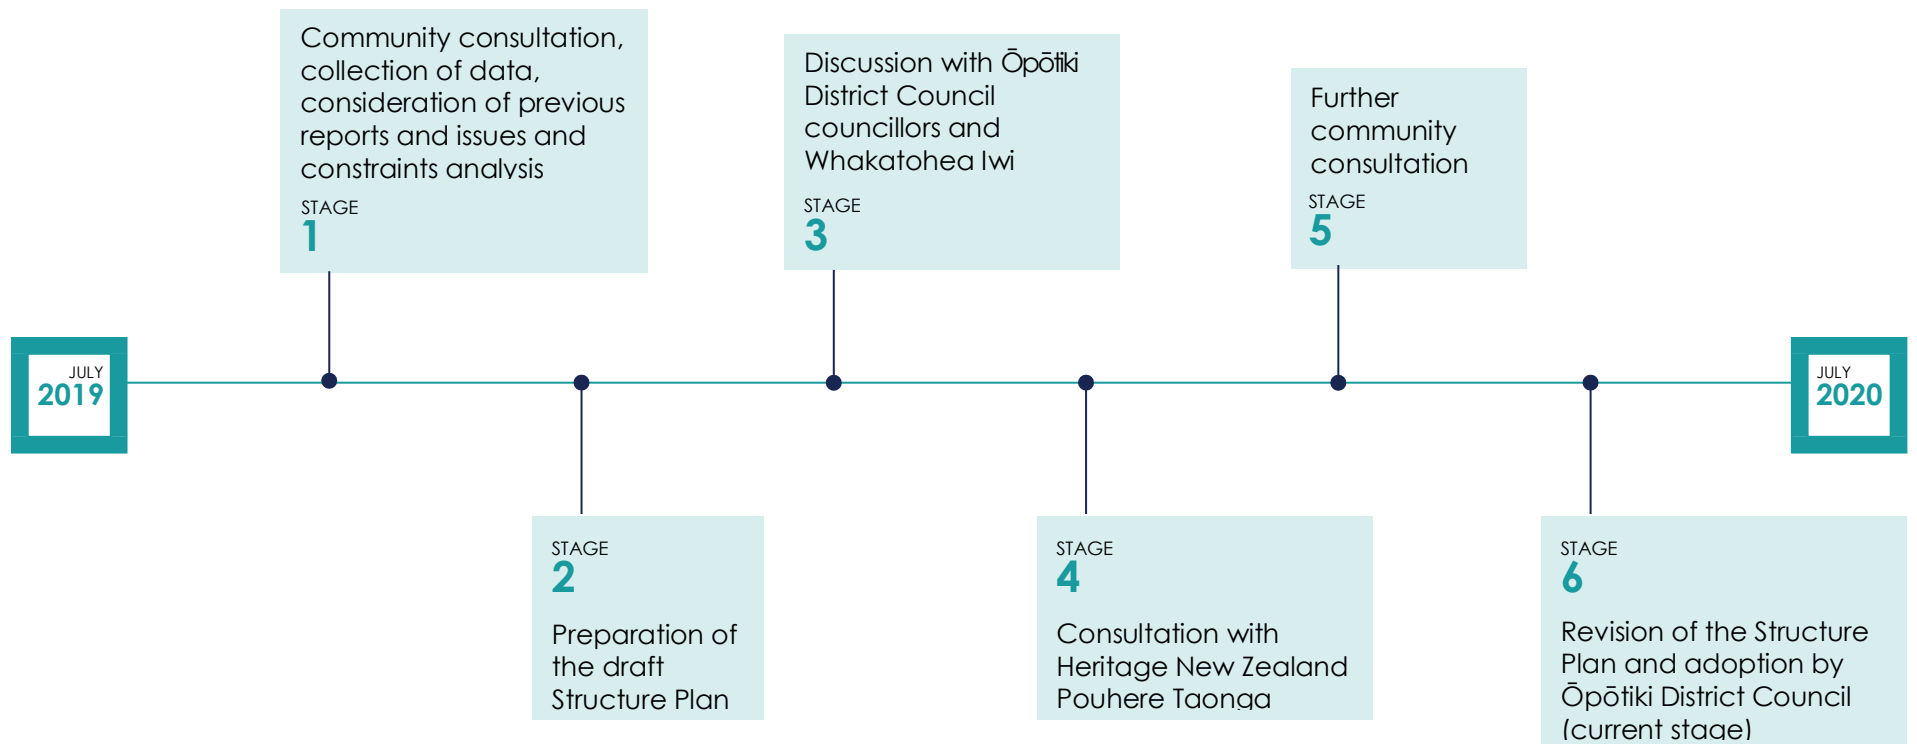 JULY
2019
Community consultation,
collection of data,
consideration of previous
reports and issues and
constraints analysis
STAGE
1
STAGE
2
Preparation of
the draft
Structure Plan
Discussion with Ōpōtiki
District Council
councillors and
Whakatohea Iwi
STAGE
3
STAGE
4
Consultation with
Heritage New Zealand
Pouhere Taonga
Further
community
consultation
STAGE
5
STAGE
6
Revision of the Structure
Plan and adoption by
Ōpōtiki District Council
(current stage)
JULY
2020